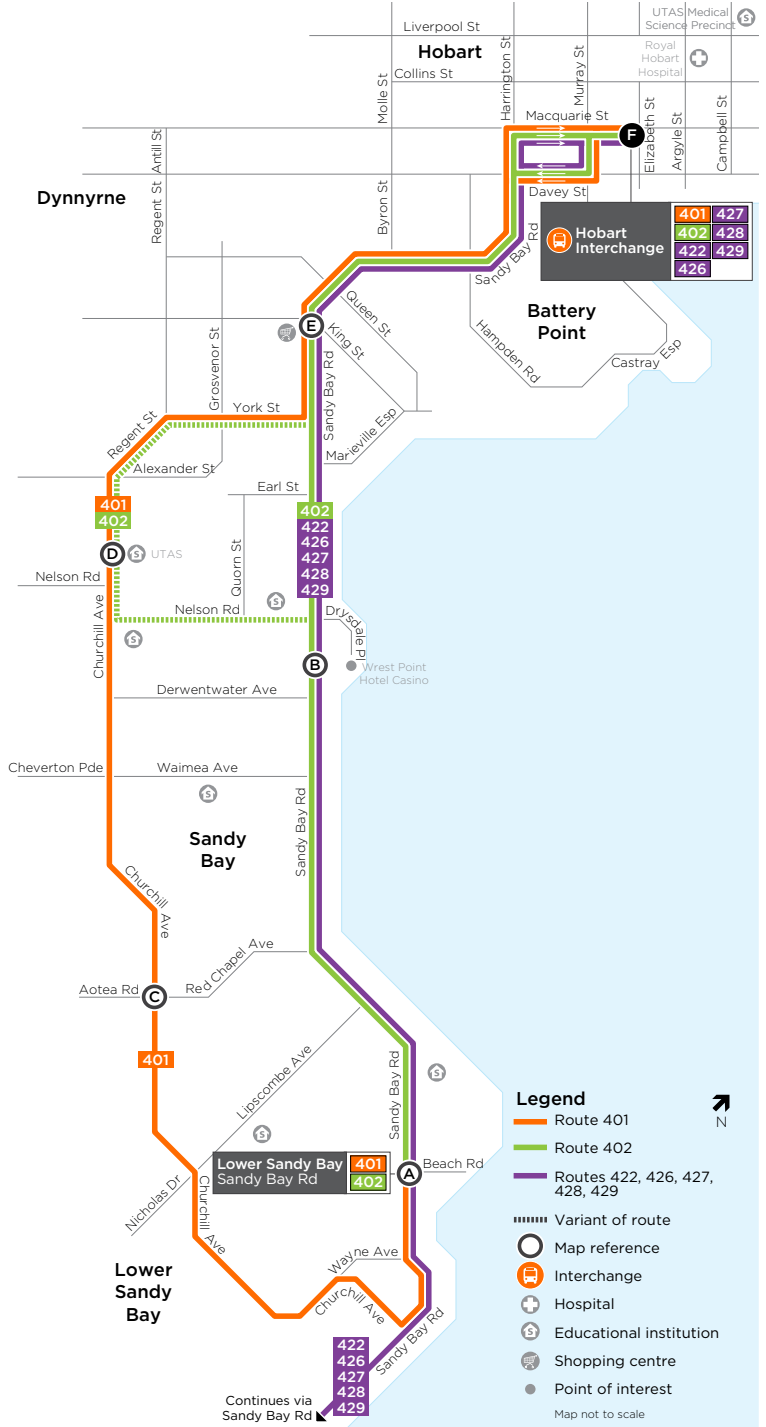 UTAS Medical
Science Precinct
Liverpool St
Hobart
Royal
Hobart
Hospital
Collins St
Molle St
Harrington St
Murray St
Macquarie St
F
Elizabeth St
Argyle St
Campbell St
Antill St
Regent St
Dynnyrne
Byron St
Davey St
Sandy Bay Rd
Hobart
Interchange
401 427
402 428
422 429
426
Battery
Point
Queen St
King St
E
Hampden Rd
Castray Esp
Grosvenor St
Sandy Bay Rd
York St
Regent St
Marieville Esp
Alexander St
Earl St
401
402
402
422
426
427
428
429
D
UTAS
Quorn St
Nelson Rd
Nelson Rd
Drysdale Pl
Churchill Ave
B
Wrest Point
Hotel Casino
Derwentwater Ave
Cheverton Pde
Waimea Ave
Sandy Bay Rd
Sandy
Bay
Churchill
Ave
Red Chapel Ave
Aotea Rd
C
401
Lipscombe Ave
Sandy Bay Rd
Lower Sandy Bay
Sandy Bay Rd
401
402
A
Beach Rd
Nicholas Dr
Churchill Ave
Wayne Ave
Churchill Ave
Lower
Sandy
Bay
Sandy Bay Rd
422
426
427
428
429
Continues via
Sandy Bay Rd
Legend
N
Route 401
Route 402
Routes 422, 426, 427,
428, 429
Variant of route
Map reference
Interchange
Hospital
Educational institution
Shopping centre
Point of interest
Map not to scale